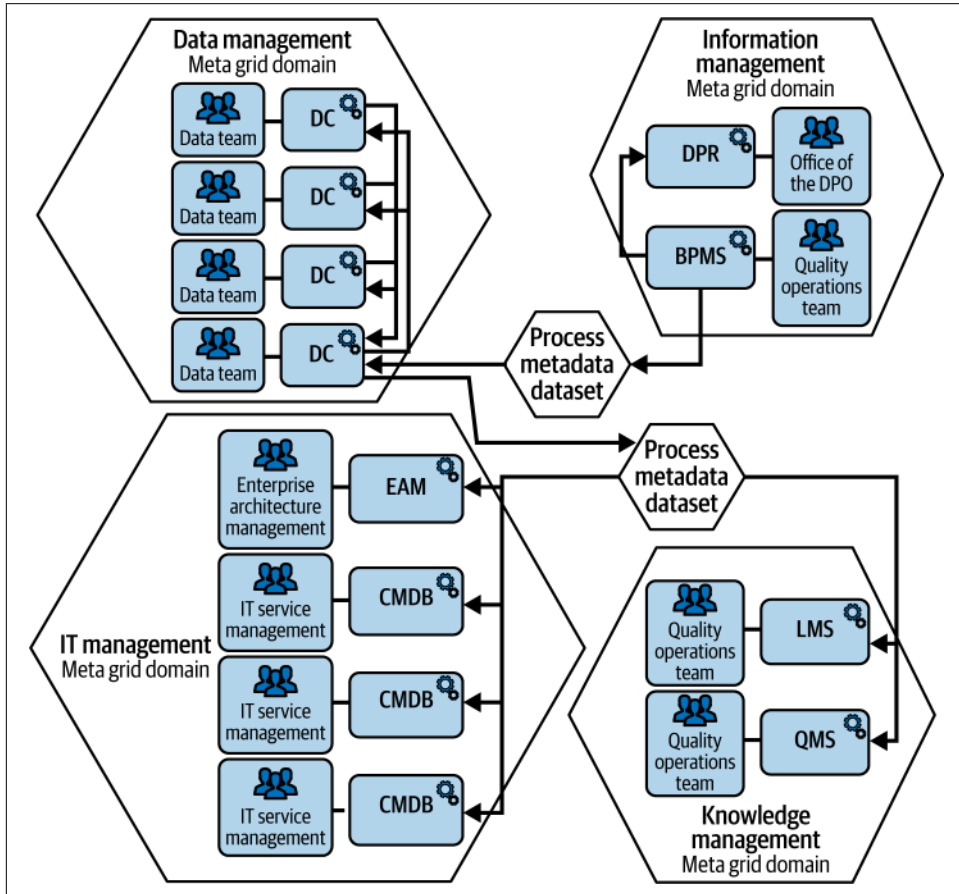 Data management
Meta grid domain
Data team
DC
Data team
DC
Data team
DC
Data team
DC
Information
management
Meta grid domain
DPR
Office of
the DPO
BPMS
Quality
operations
team
Process
metadata
dataset
Process
metadata
dataset
IT management
Meta grid domain
Enterprise
architecture
management
EAM
IT service
management
CMDB
IT service
management
CMDB
IT service
management
CMDB
Quality
operations
team
LMS
Quality
operations
team
QMS
Knowledge
management
Meta grid domain